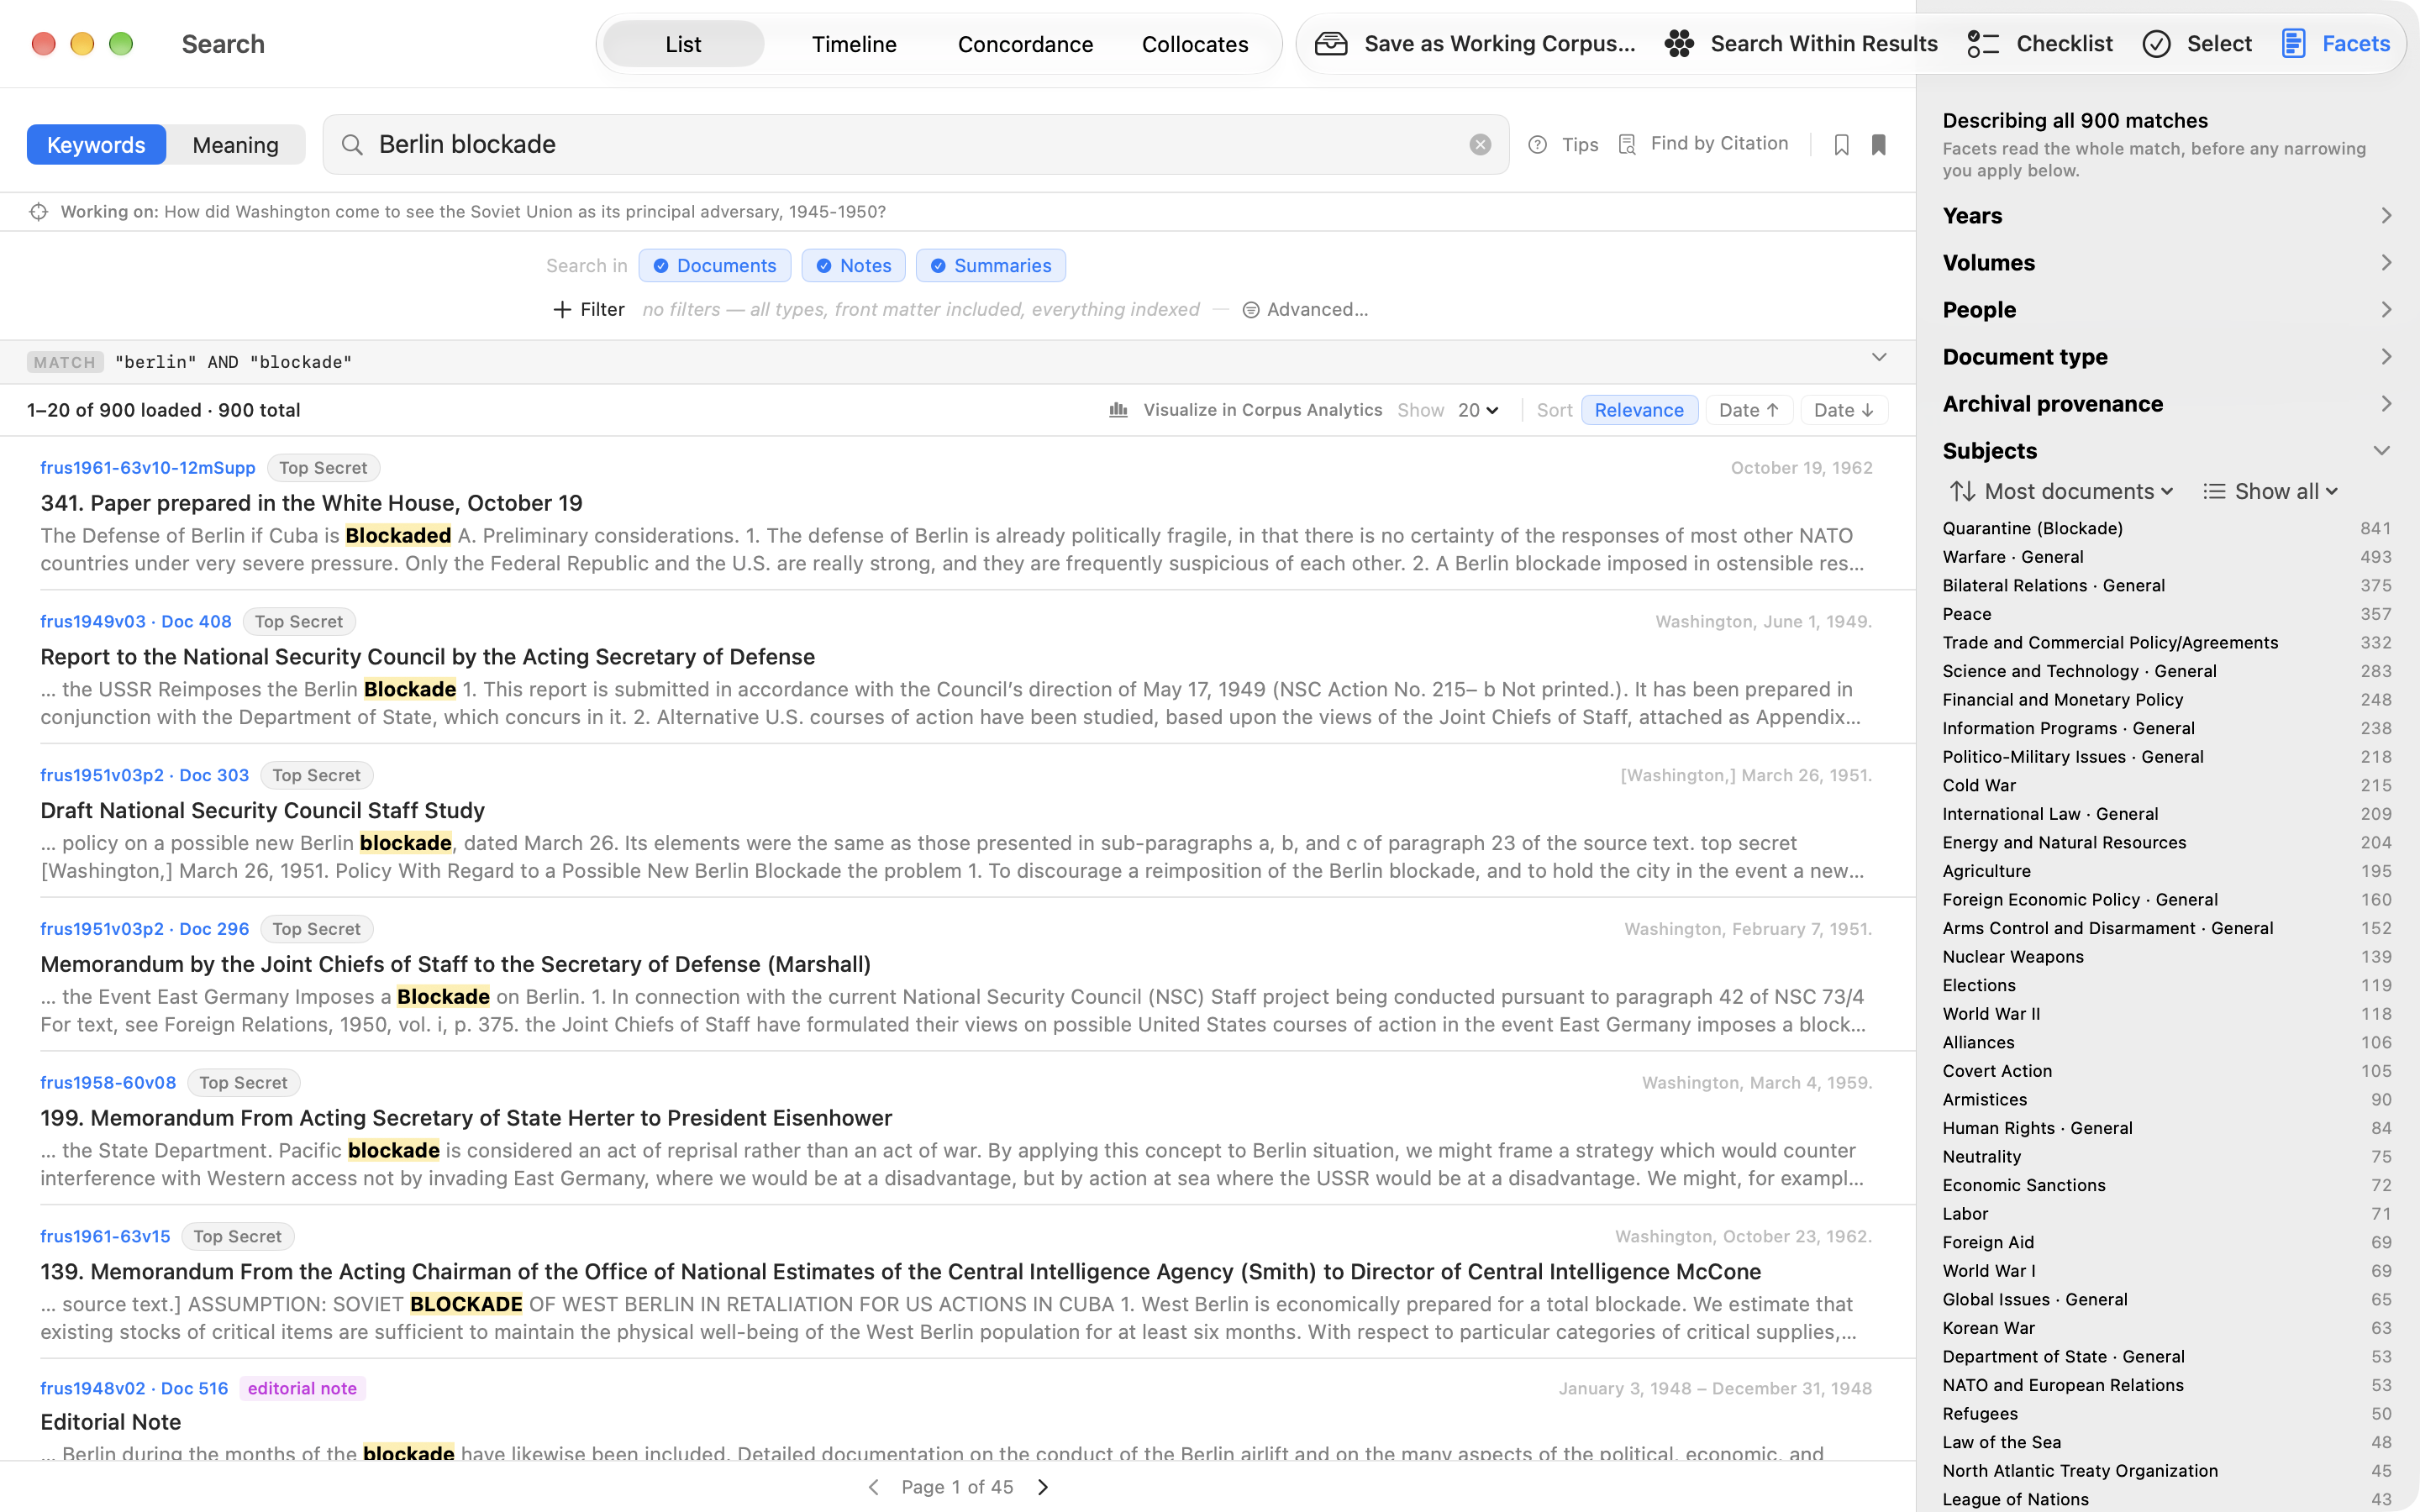 Search
List Timeline Concordance Collocates
Save as Working Corpus... Search Within Results Checklist Select Facets
Keywords Meaning
Berlin blockade
Tips Find by Citation
Working on: How did Washington come to see the Soviet Union as its principal adversary, 1945-1950?
Search in Documents Notes Summaries
Filter no filters — all types, front matter included, everything indexed — Advanced...
MATCH "berlin" AND "blockade"
1–20 of 900 loaded · 900 total
Visualize in Corpus Analytics Show 20 Sort Relevance Date ↑ Date ↓
frus1961-63v10-12mSupp Top Secret October 19, 1962
341. Paper prepared in the White House, October 19
The Defense of Berlin if Cuba is Blockaded A. Preliminary considerations. 1. The defense of Berlin is already politically fragile, in that there is no certainty of the responses of most other NATO
countries under very severe pressure. Only the Federal Republic and the U.S. are really strong, and they are frequently suspicious of each other. 2. A Berlin blockade imposed in ostensible res...
frus1949v03 · Doc 408 Top Secret Washington, June 1, 1949.
Report to the National Security Council by the Acting Secretary of Defense
... the USSR Reimposes the Berlin Blockade 1. This report is submitted in accordance with the Council’s direction of May 17, 1949 (NSC Action No. 215– b Not printed.). It has been prepared in
conjunction with the Department of State, which concurs in it. 2. Alternative U.S. courses of action have been studied, based upon the views of the Joint Chiefs of Staff, attached as Appendix...
frus1951v03p2 · Doc 303 Top Secret [Washington,] March 26, 1951.
Draft National Security Council Staff Study
... policy on a possible new Berlin blockade, dated March 26. Its elements were the same as those presented in sub-paragraphs a, b, and c of paragraph 23 of the source text. top secret
[Washington,] March 26, 1951. Policy With Regard to a Possible New Berlin Blockade the problem 1. To discourage a reimposition of the Berlin blockade, and to hold the city in the event a new...
frus1951v03p2 · Doc 296 Top Secret Washington, February 7, 1951.
Memorandum by the Joint Chiefs of Staff to the Secretary of Defense (Marshall)
... the Event East Germany Imposes a Blockade on Berlin. 1. In connection with the current National Security Council (NSC) Staff project being conducted pursuant to paragraph 42 of NSC 73/4
For text, see Foreign Relations, 1950, vol. i, p. 375. the Joint Chiefs of Staff have formulated their views on possible United States courses of action in the event East Germany imposes a block...
frus1958-60v08 Top Secret Washington, March 4, 1959.
199. Memorandum From Acting Secretary of State Herter to President Eisenhower
... the State Department. Pacific blockade is considered an act of reprisal rather than an act of war. By applying this concept to Berlin situation, we might frame a strategy which would counter
interference with Western access not by invading East Germany, where we would be at a disadvantage, but by action at sea where the USSR would be at a disadvantage. We might, for exampl...
frus1961-63v15 Top Secret Washington, October 23, 1962.
139. Memorandum From the Acting Chairman of the Office of National Estimates of the Central Intelligence Agency (Smith) to Director of Central Intelligence McCone
... source text.] ASSUMPTION: SOVIET BLOCKADE OF WEST BERLIN IN RETALIATION FOR US ACTIONS IN CUBA 1. West Berlin is economically prepared for a total blockade. We estimate that
existing stocks of critical items are sufficient to maintain the physical well-being of the West Berlin population for at least six months. With respect to particular categories of critical supplies,...
frus1948v02 · Doc 516 editorial note January 3, 1948 – December 31, 1948
Editorial Note
... Berlin during the months of the blockade have likewise been included. Detailed documentation on the conduct of the Berlin airlift and on the many aspects of the political, economic, and
Page 1 of 45
Describing all 900 matches
Facets read the whole match, before any narrowing
you apply below.
Years
Volumes
People
Document type
Archival provenance
Subjects
Most documents Show all
Quarantine (Blockade) 841
Warfare · General 493
Bilateral Relations · General 375
Peace 357
Trade and Commercial Policy/Agreements 332
Science and Technology · General 283
Financial and Monetary Policy 248
Information Programs · General 238
Politico-Military Issues · General 218
Cold War 215
International Law · General 209
Energy and Natural Resources 204
Agriculture 195
Foreign Economic Policy · General 160
Arms Control and Disarmament · General 152
Nuclear Weapons 139
Elections 119
World War II 118
Alliances 106
Covert Action 105
Armistices 90
Human Rights · General 84
Neutrality 75
Economic Sanctions 72
Labor 71
Foreign Aid 69
World War I 69
Global Issues · General 65
Korean War 63
Department of State · General 53
NATO and European Relations 53
Refugees 50
Law of the Sea 48
North Atlantic Treaty Organization 45
League of Nations 43